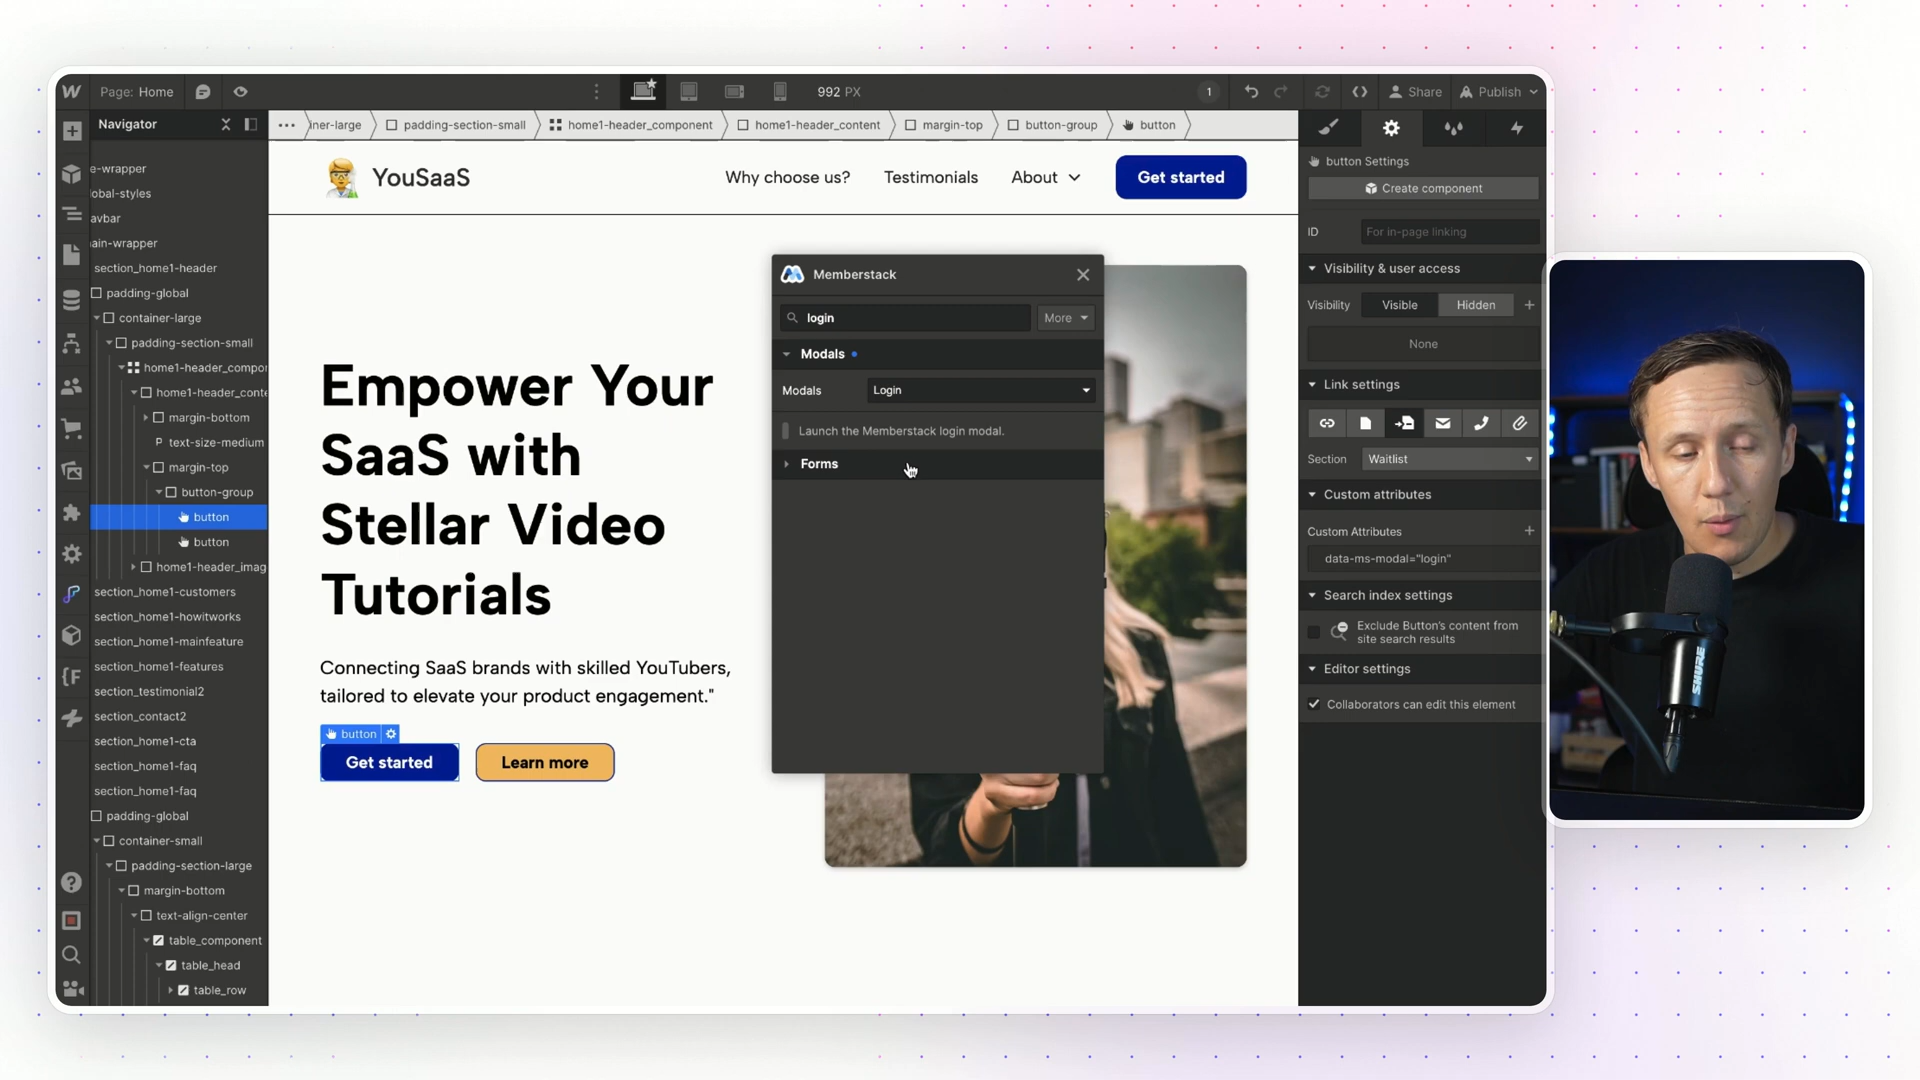 Page: Home
992 PX
1
Share
Publish
Navigator
iner-large
padding-section-small
home1-header_component
home1-header_content
margin-top
button-group
button
e-wrapper
lobal-styles
avbar
ain-wrapper
section_home1-header
padding-global
container-large
padding-section-small
home1-header_compor
home1-header_conte
margin-bottom
P text-size-medium
margin-top
button-group
button
button
home1-header_imag
section_home1-customers
section_home1-howitworks
section_home1-mainfeature
section_home1-features
section_testimonial2
section_contact2
section_home1-cta
section_home1-faq
section_home1-faq
padding-global
container-small
padding-section-large
margin-bottom
text-align-center
table_component
table_head
table_row
YouSaaS
Why choose us?
Testimonials
About
Get started
Empower Your
SaaS with
Stellar Video
Tutorials
Connecting SaaS brands with skilled YouTubers,
tailored to elevate your product engagement."
button
Get started
Learn more
Memberstack
login
More
Modals
Modals
Login
Launch the Memberstack login modal.
Forms
button Settings
Create component
ID
For in-page linking
Visibility & user access
Visibility
Visible
Hidden
None
Link settings
Section
Waitlist
Custom attributes
Custom Attributes
data-ms-modal="login"
Search index settings
Exclude Button's content from
site search results
Editor settings
Collaborators can edit this element
SHURE